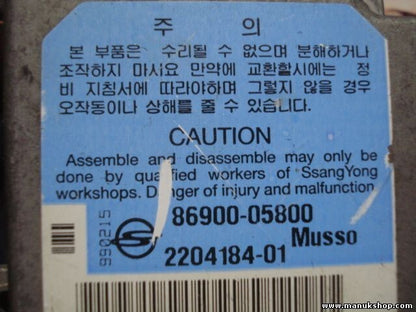 주 의
본 부품은 수리될 수 없으며 분해하거나
조작하지 마시요 만약에 교환할시에는 정
비 지침서에 따라야하며 그렇지 않을 경우
오작동이나 상해를 줄 수 있습니다.
CAUTION
Assemble and disassemble may only be
done by qualified workers of SsangYong
workshops. Danger of injury and malfunction
990215
86900-05800
Musso
2204184-01
www.manukshop.com